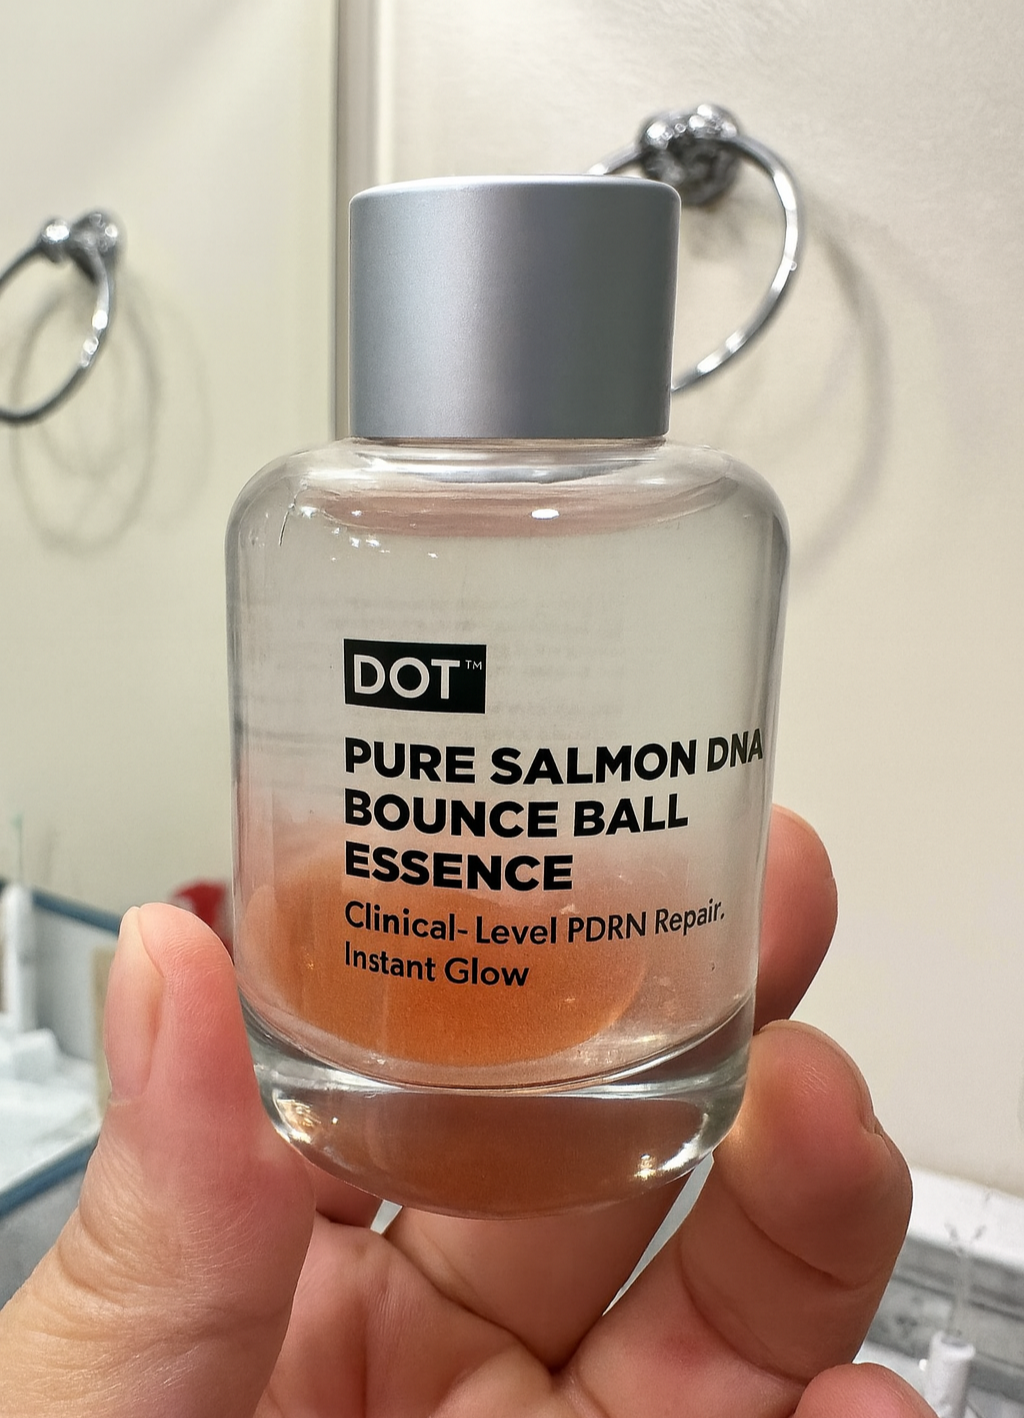 DOT™
PURE SALMON DNA
BOUNCE BALL
ESSENCE
Clinical- Level PDRN Repair.
Instant Glow